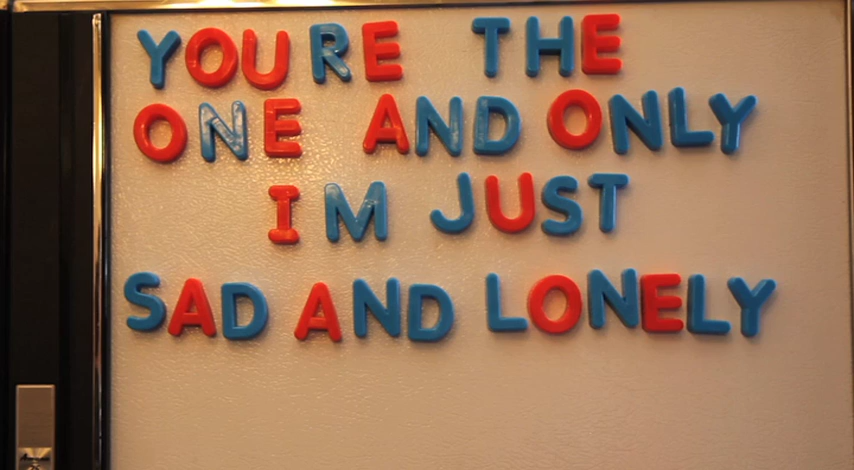 YOURE THE
ONE AND ONLY
IM JUST
SAD AND LONELY